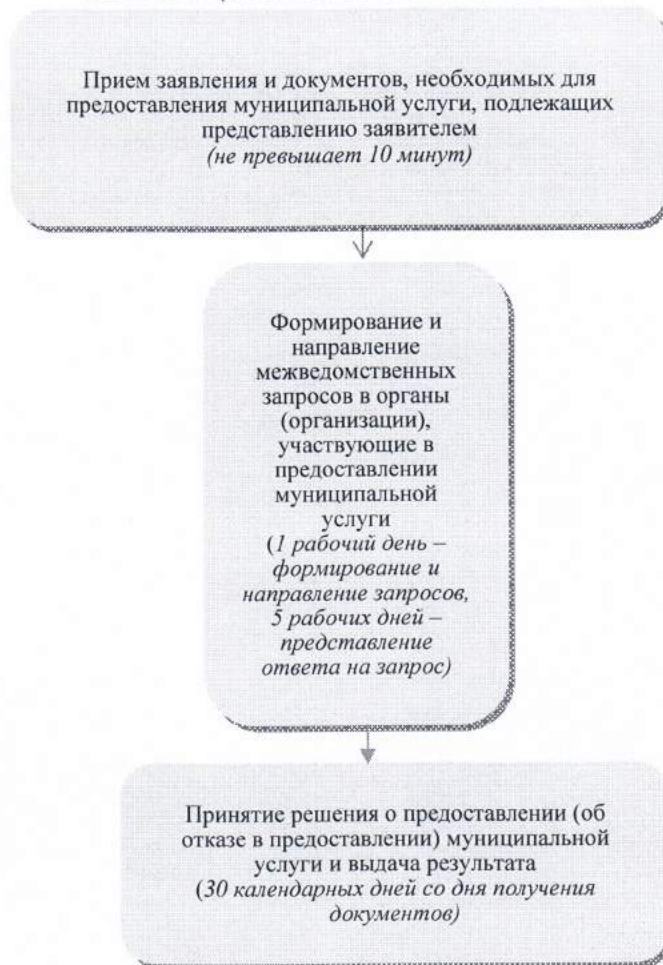 Прием заявления и документов, необходимых для
предоставления муниципальной услуги, подлежащих
представлению заявителем
(не превышает 10 минут)
Формирование и
направление
межведомственных
запросов в органы
(организации),
участвующие в
предоставлении
муниципальной
услуги
(1 рабочий день –
формирование и
направление запросов,
5 рабочих дней –
представление
ответа на запрос)
Принятие решения о предоставлении (об
отказе в предоставлении) муниципальной
услуги и выдача результата
(30 календарных дней со дня получения
документов)